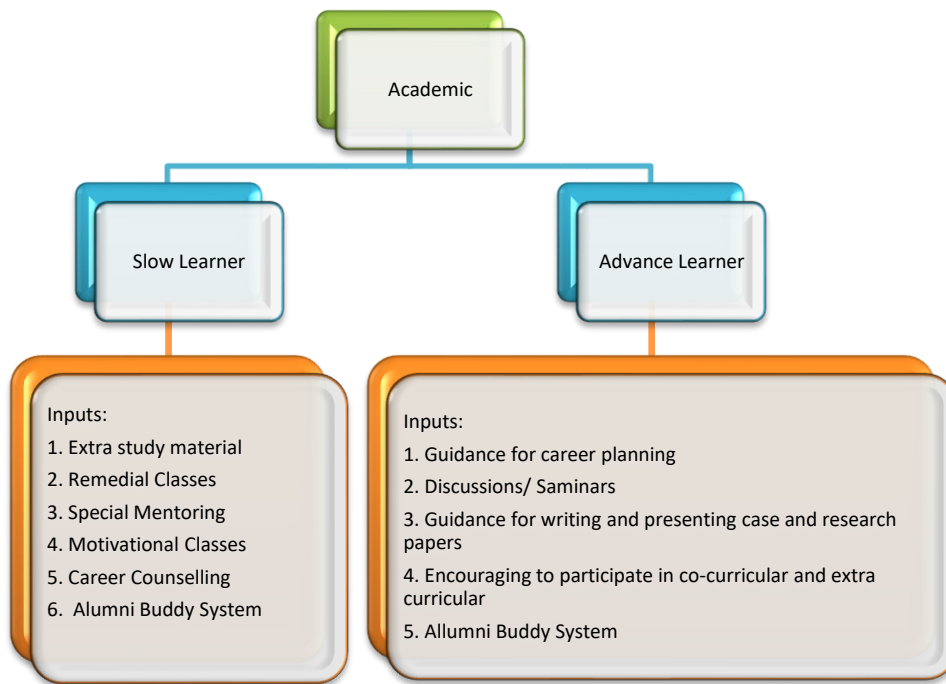 Academic
Slow Learner
Advance Learner
Inputs:
1. Extra study material
2. Remedial Classes
3. Special Mentoring
4. Motivational Classes
5. Career Counselling
6. Alumni Buddy System
Inputs:
1. Guidance for career planning
2. Discussions/ Saminars
3. Guidance for writing and presenting case and research
papers
4. Encouraging to participate in co-curricular and extra
curricular
5. Allumni Buddy System